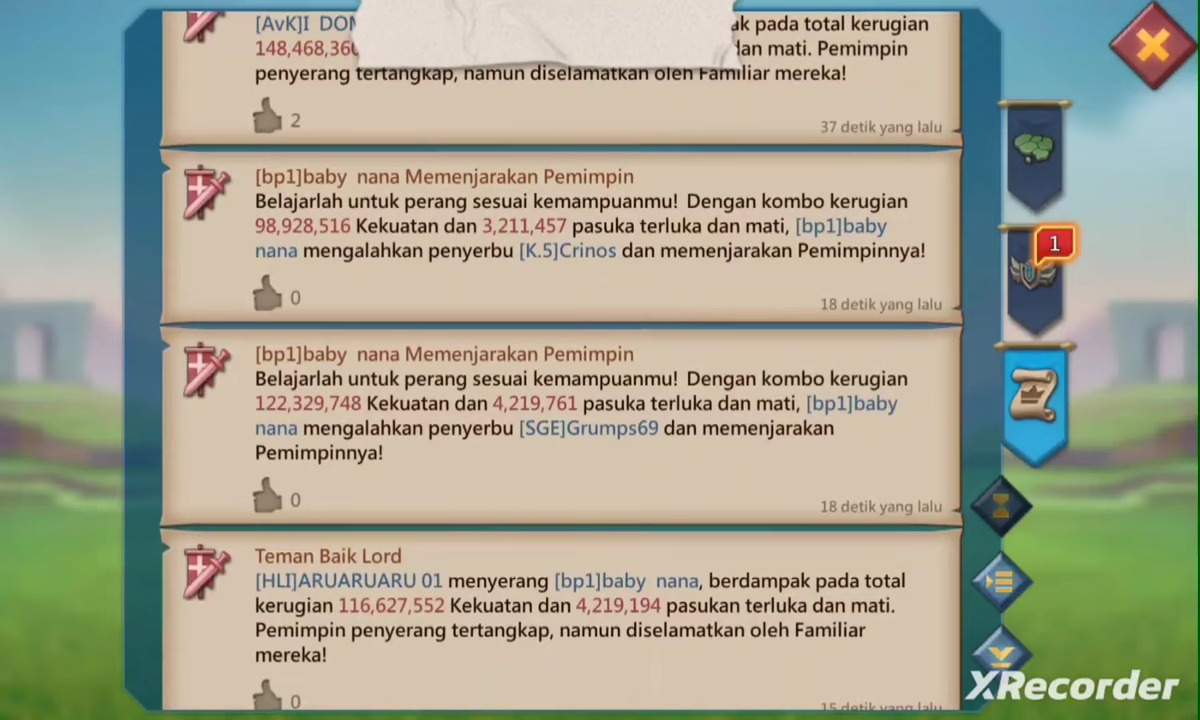 [AvK]I DOM ak pada total kerugian
148,468,360 dan mati. Pemimpin
penyerang tertangkap, namun diselamatkan oleh Familiar mereka!
2
37 detik yang lalu
[bp1]baby nana Memenjarakan Pemimpin
Belajarlah untuk perang sesuai kemampuanmu! Dengan kombo kerugian
98,928,516 Kekuatan dan 3,211,457 pasuka terluka dan mati, [bp1]baby
nana mengalahkan penyerbu [K.5]Crinos dan memenjarakan Pemimpinnya!
0
18 detik yang lalu
1
[bp1]baby nana Memenjarakan Pemimpin
Belajarlah untuk perang sesuai kemampuanmu! Dengan kombo kerugian
122,329,748 Kekuatan dan 4,219,761 pasuka terluka dan mati, [bp1]baby
nana mengalahkan penyerbu [SGE]Grumps69 dan memenjarakan
Pemimpinnya!
0
18 detik yang lalu
Teman Baik Lord
[HLI]ARUARUARU 01 menyerang [bp1]baby nana, berdampak pada total
kerugian 116,627,552 Kekuatan dan 4,219,194 pasukan terluka dan mati.
Pemimpin penyerang tertangkap, namun diselamatkan oleh Familiar
mereka!
0
15 detik yang lalu
XRecorder